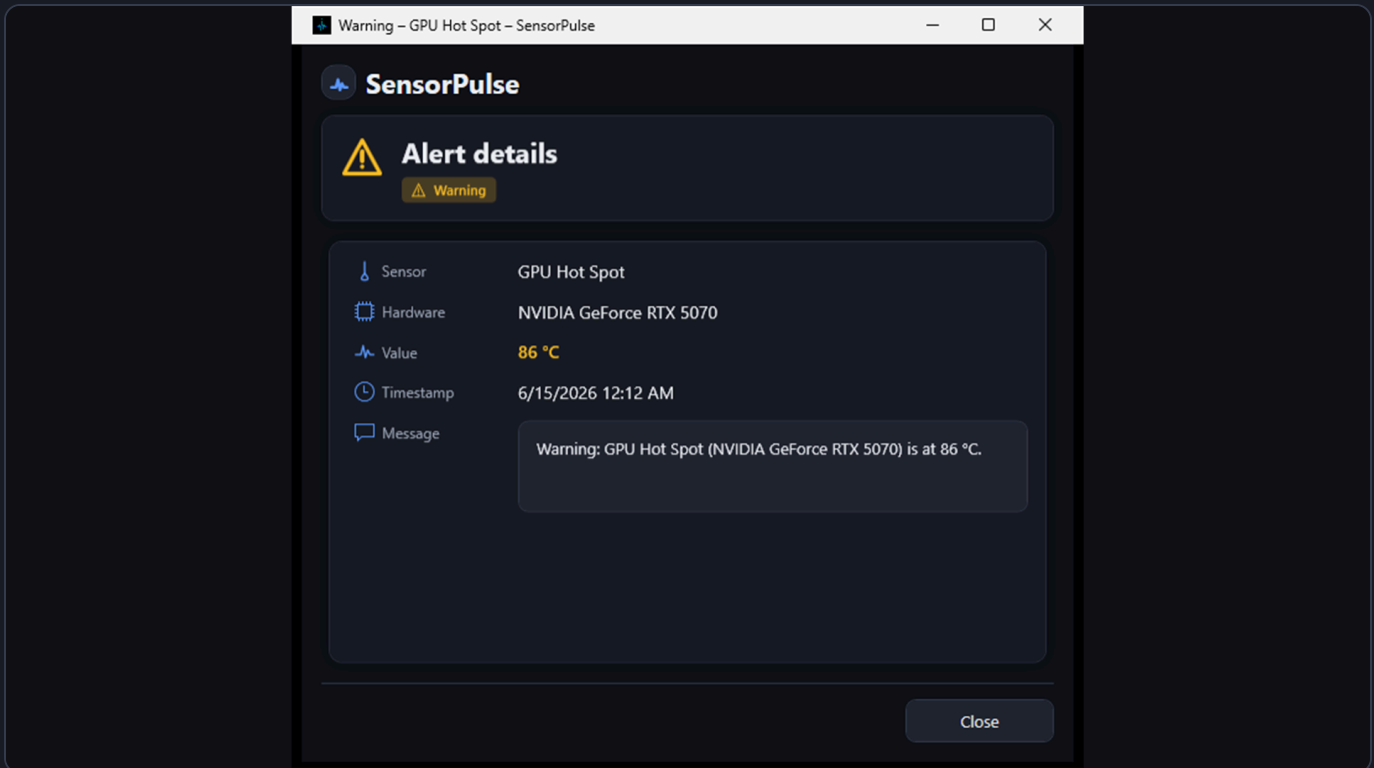 Warning – GPU Hot Spot – SensorPulse
SensorPulse
Alert details
Warning
Sensor GPU Hot Spot
Hardware NVIDIA GeForce RTX 5070
Value 86 °C
Timestamp 6/15/2026 12:12 AM
Message Warning: GPU Hot Spot (NVIDIA GeForce RTX 5070) is at 86 °C.
Close